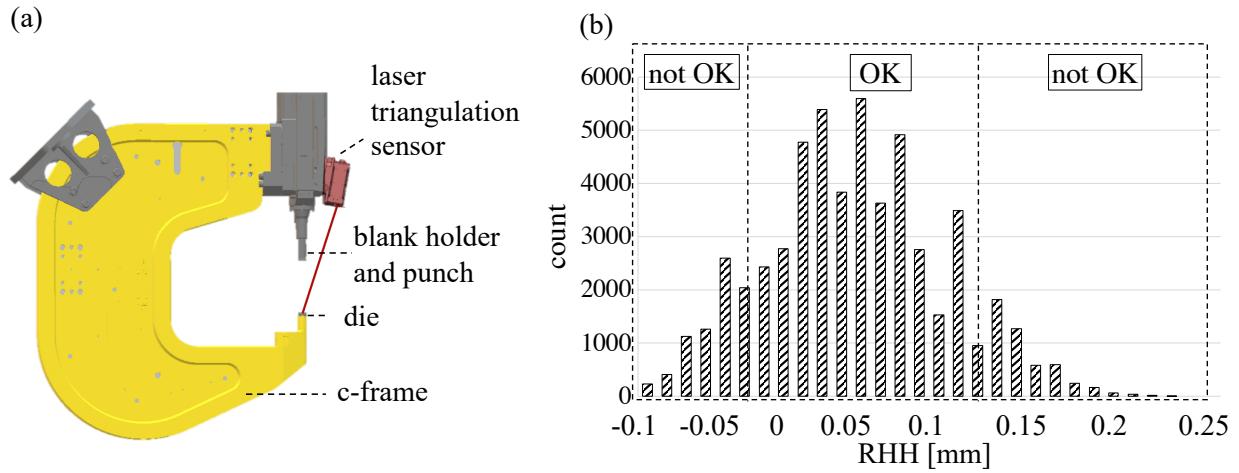 (a)
laser
triangulation
sensor
blank holder
and punch
die
c-frame
(b)
not OK
OK
not OK
6000
5000
4000
3000
2000
1000
0
count
-0.1 -0.05 0 0.05 0.1 0.15 0.2 0.25
RHH [mm]